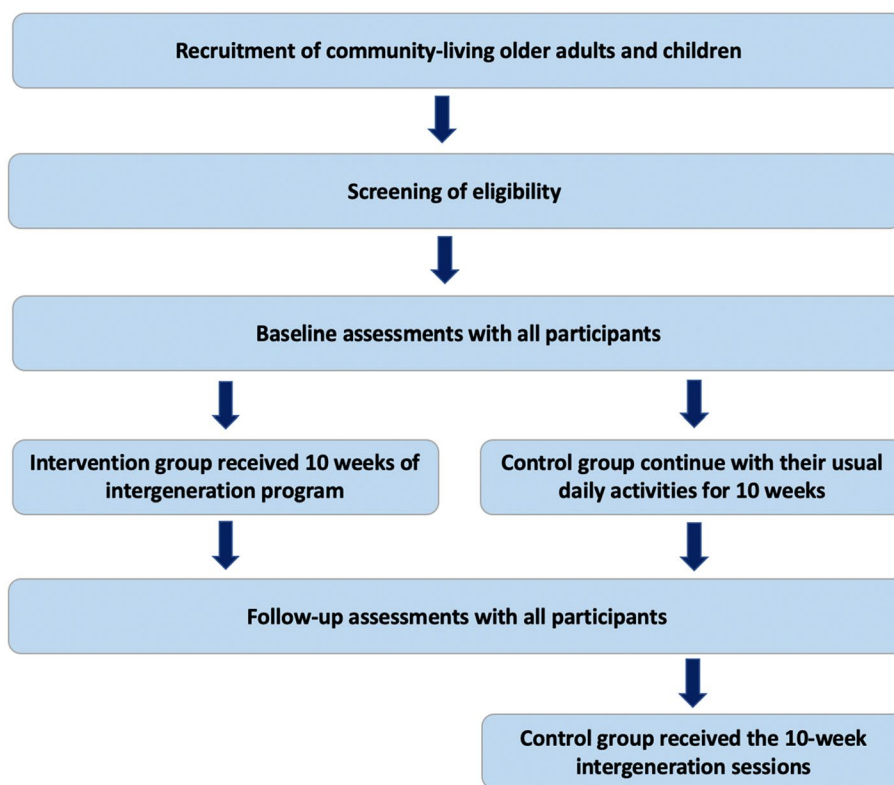 Recruitment of community-living older adults and children
Screening of eligibility
Baseline assessments with all participants
Intervention group received 10 weeks of
intergeneration program
Control group continue with their usual
daily activities for 10 weeks
Follow-up assessments with all participants
Control group received the 10-week
intergeneration sessions